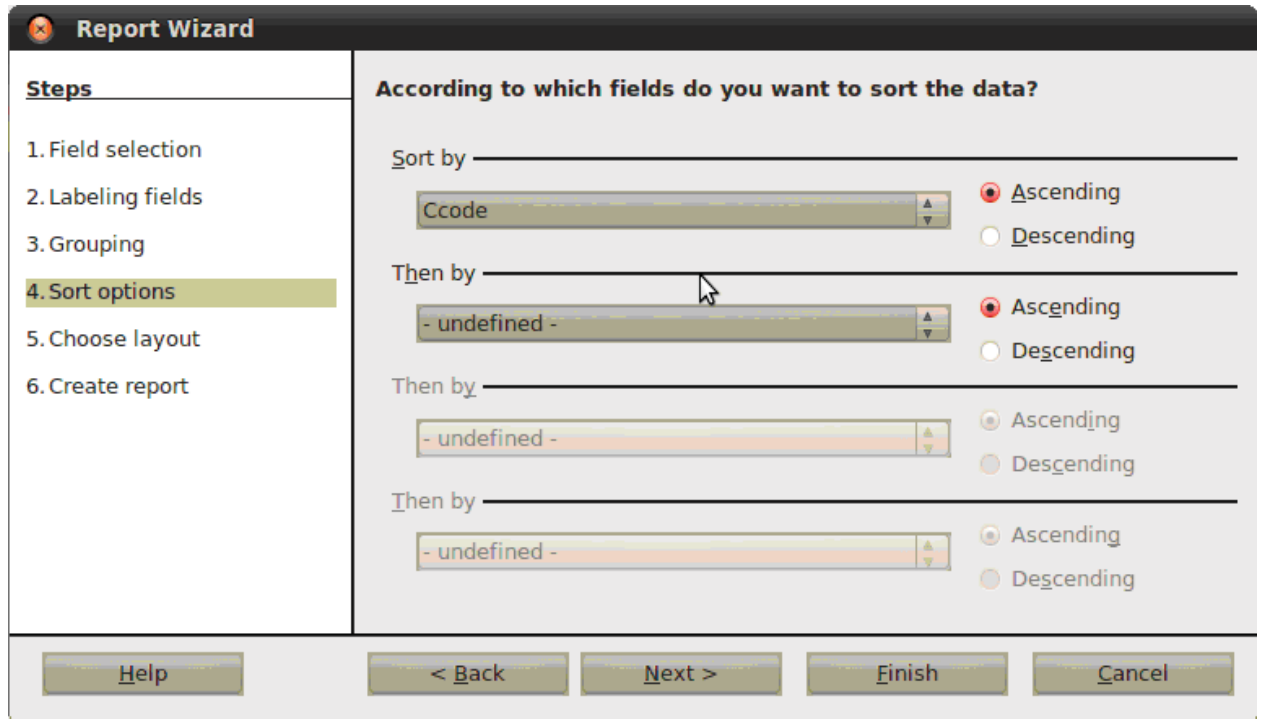 Report Wizard
Steps
1. Field selection
2. Labeling fields
3. Grouping
4. Sort options
5. Choose layout
6. Create report
According to which fields do you want to sort the data?
Sort by
Ccode
Ascending
Descending
Then by
- undefined -
Ascending
Descending
Then by
- undefined -
Ascending
Descending
Then by
- undefined -
Ascending
Descending
Help
< Back
Next >
Finish
Cancel